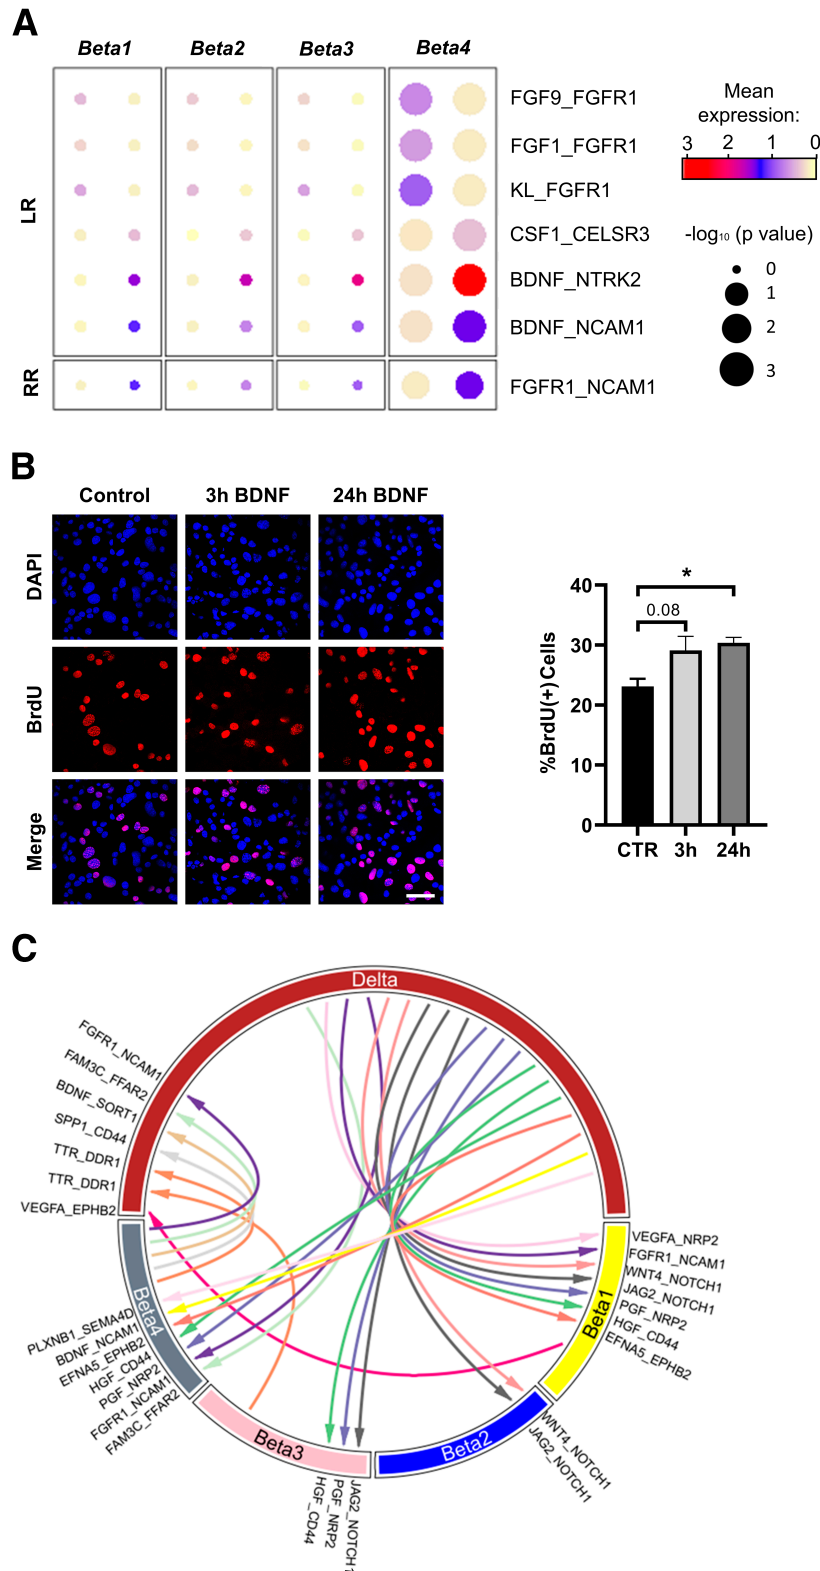 A
Beta1 Beta2 Beta3 Beta4
LR
FGF9_FGFR1
FGF1_FGFR1
KL_FGFR1
CSF1_CELSR3
BDNF_NTRK2
BDNF_NCAM1
RR
FGFR1_NCAM1
Mean
expression:
3 2 1 0
-log₁₀ (p value)
0
1
2
3
B
Control 3h BDNF 24h BDNF
DAPI
BrdU
Merge
%BrdU(+)Cells
40
30
20
10
0
*
0.08
CTR 3h 24h
C
Delta
FGFR1_NCAM1
FAM3C_FFAR2
BDNF_SORT1
SPP1_CD44
TTR_DDR1
TTR_DDR1
VEGFA_EPHB2
Beta4
PLXNB1_SEMA4D
BDNF_NCAM1
EFNA5_EPHB2
HGF_CD44
PGF_NRP2
FGFR1_NCAM1
FAM3C_FFAR2
Beta3
HGF_CD44
PGF_NRP2
JAG2_NOTCH1
Beta2
WNT4_NOTCH1
JAG2_NOTCH1
Beta1
VEGFA_NRP2
FGFR1_NCAM1
WNT4_NOTCH1
JAG2_NOTCH1
PGF_NRP2
HGF_CD44
EFNA5_EPHB2